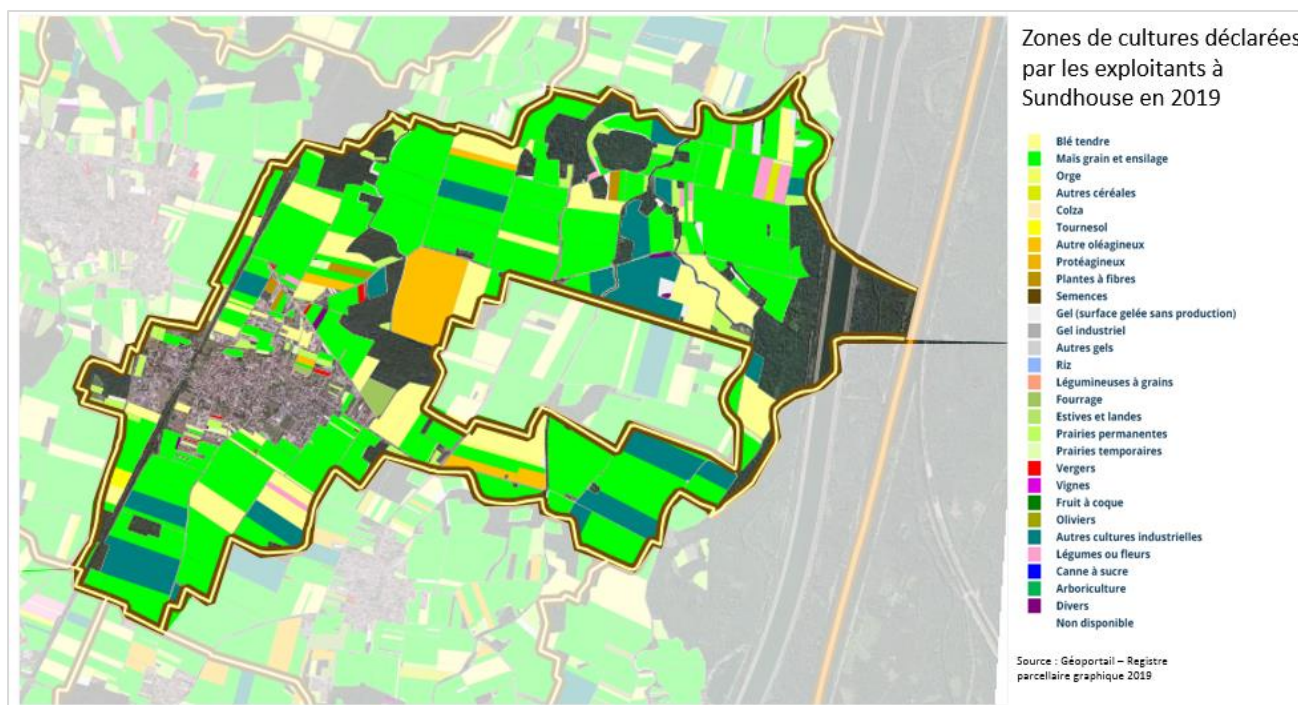 Zones de cultures déclarées
par les exploitants à
Sundhouse en 2019
Blé tendre
Maïs grain et ensilage
Orge
Autres céréales
Colza
Tournesol
Autre oléagineux
Protéagineux
Plantes à fibres
Semences
Gel (surface gelée sans production)
Gel industriel
Autres gels
Riz
Légumineuses à grains
Fourrage
Estives et landes
Prairies permanentes
Prairies temporaires
Vergers
Vignes
Fruit à coque
Oliviers
Autres cultures industrielles
Légumes ou fleurs
Canne à sucre
Arboriculture
Divers
Non disponible
Source : Géoportail – Registre
parcellaire graphique 2019